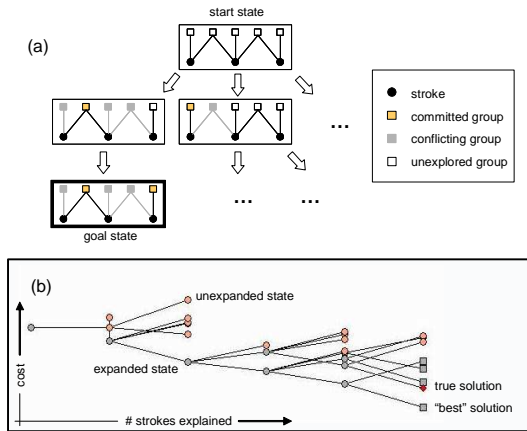 start state
(a)
stroke
committed group
conflicting group
unexplored group
...
... ...
goal state
(b)
unexpanded state
expanded state
cost
true solution
"best" solution
# strokes explained